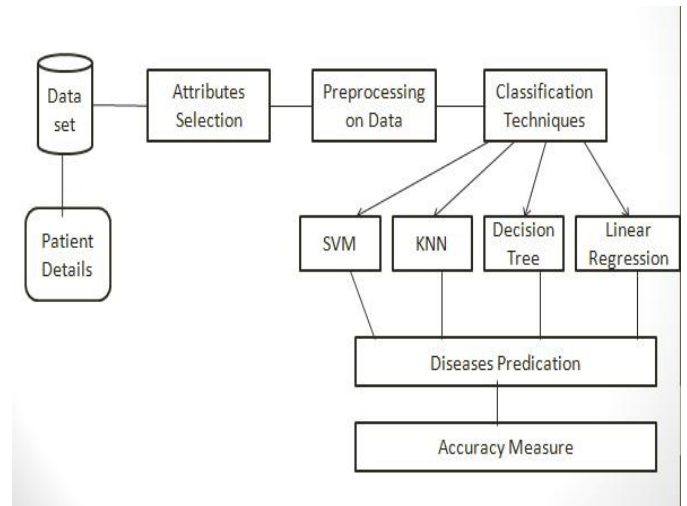 Data
set
Attributes
Selection
Preprocessing
on Data
Classification
Techniques
Patient
Details
SVM
KNN
Decision
Tree
Linear
Regression
Diseases Predication
Accuracy Measure